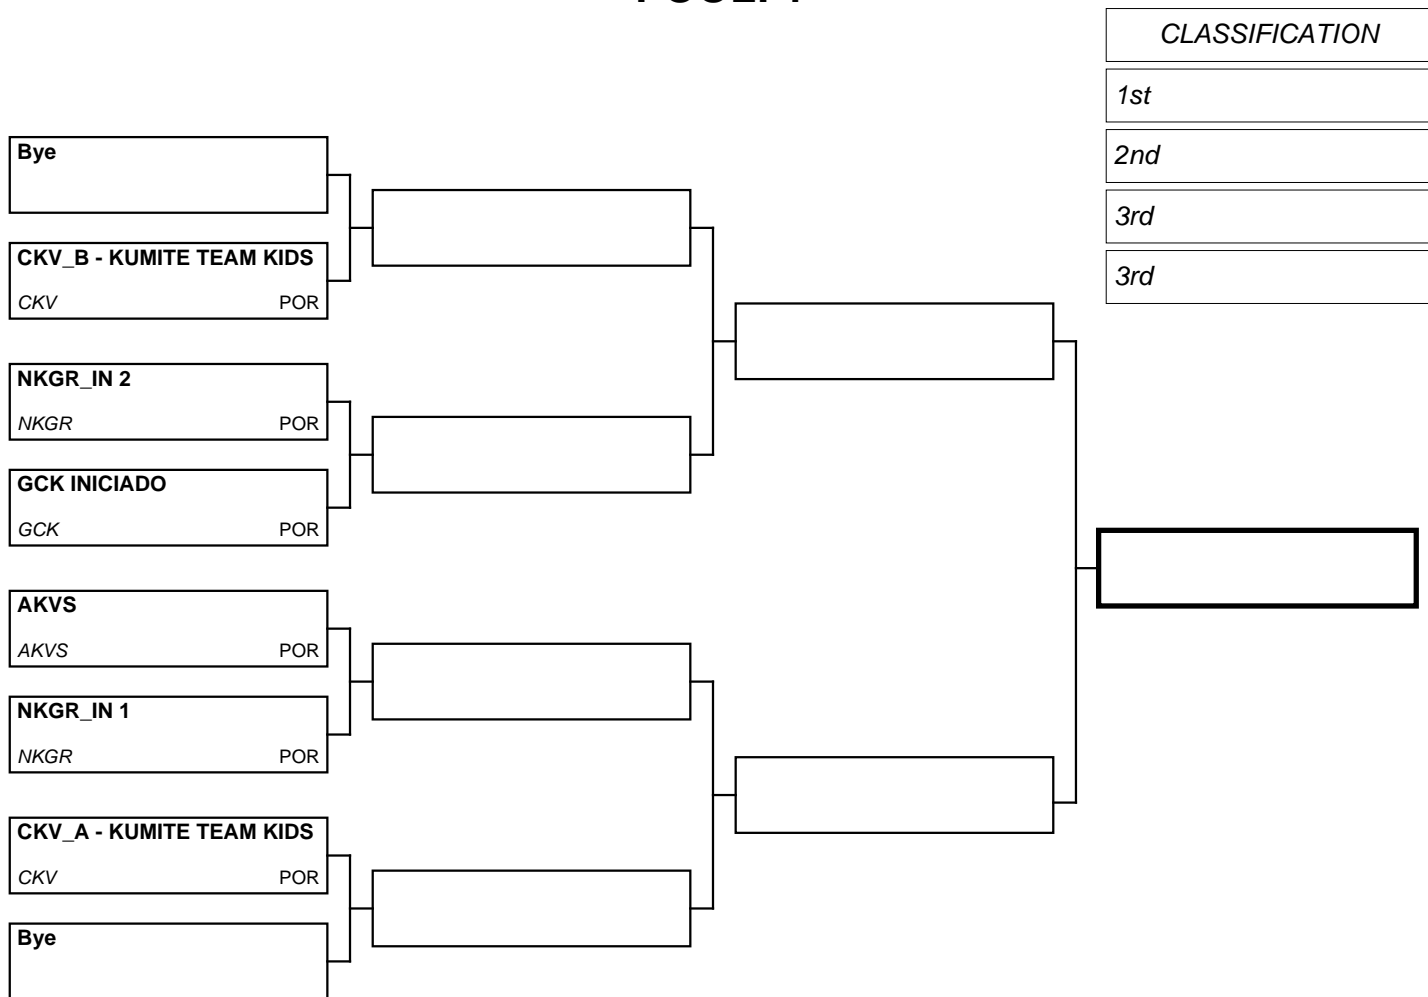 CLASSIFICATION
1st
2nd
3rd
3rd
Bye
CKV_B - KUMITE TEAM KIDS
CKV POR
NKGR_IN 2
NKGR POR
GCK INICIADO
GCK POR
AKVS
AKVS POR
NKGR_IN 1
NKGR POR
CKV_A - KUMITE TEAM KIDS
CKV POR
Bye